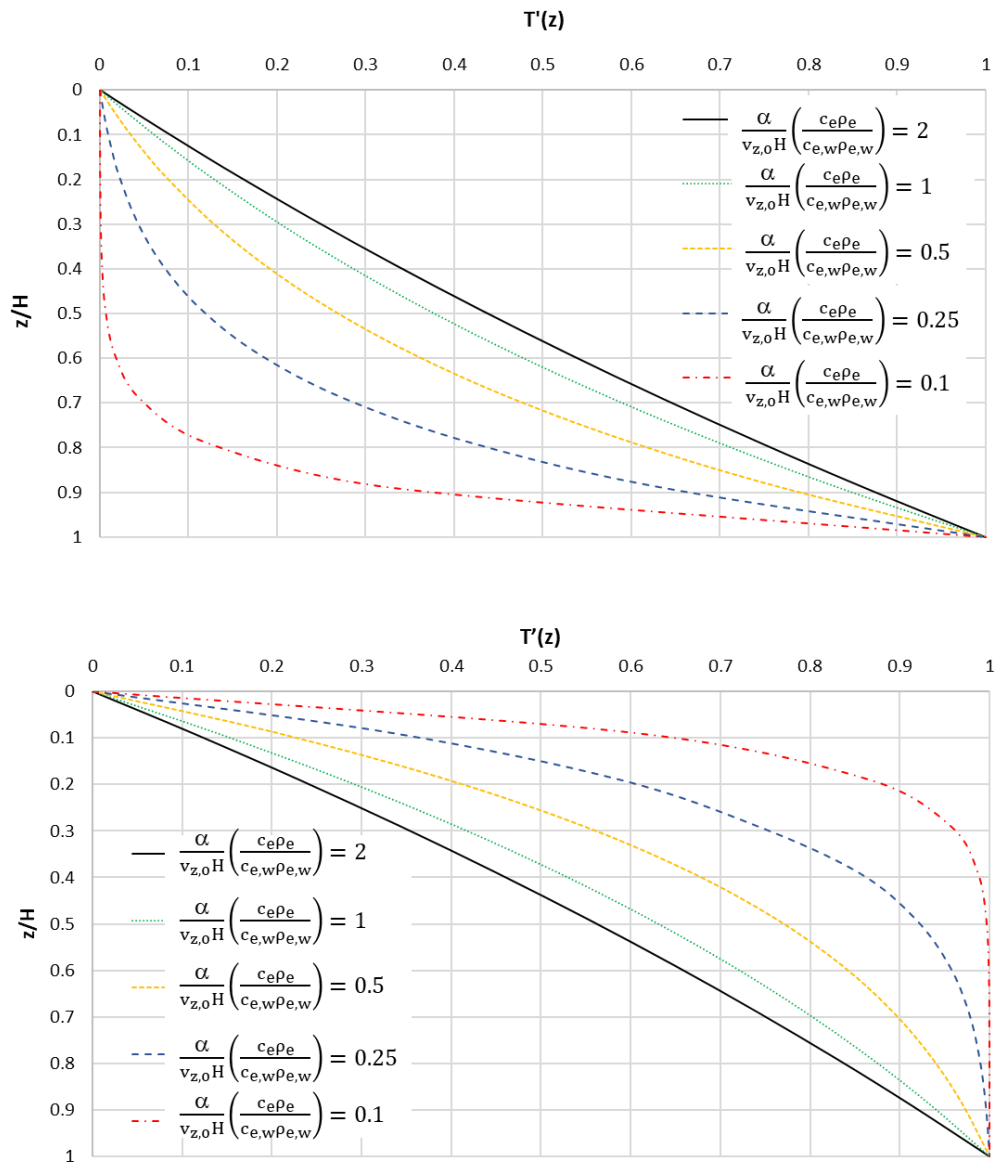 T'(z)
0 0.1 0.2 0.3 0.4 0.5 0.6 0.7 0.8 0.9 1
z/H
0
0.1
0.2
0.3
0.4
0.5
0.6
0.7
0.8
0.9
1
α/(v_z,o H) (c_e ρ_e / c_e,w ρ_e,w) = 2
α/(v_z,o H) (c_e ρ_e / c_e,w ρ_e,w) = 1
α/(v_z,o H) (c_e ρ_e / c_e,w ρ_e,w) = 0.5
α/(v_z,o H) (c_e ρ_e / c_e,w ρ_e,w) = 0.25
α/(v_z,o H) (c_e ρ_e / c_e,w ρ_e,w) = 0.1
T’(z)
0 0.1 0.2 0.3 0.4 0.5 0.6 0.7 0.8 0.9 1
z/H
0
0.1
0.2
0.3
0.4
0.5
0.6
0.7
0.8
0.9
1
α/(v_z,o H) (c_e ρ_e / c_e,w ρ_e,w) = 2
α/(v_z,o H) (c_e ρ_e / c_e,w ρ_e,w) = 1
α/(v_z,o H) (c_e ρ_e / c_e,w ρ_e,w) = 0.5
α/(v_z,o H) (c_e ρ_e / c_e,w ρ_e,w) = 0.25
α/(v_z,o H) (c_e ρ_e / c_e,w ρ_e,w) = 0.1